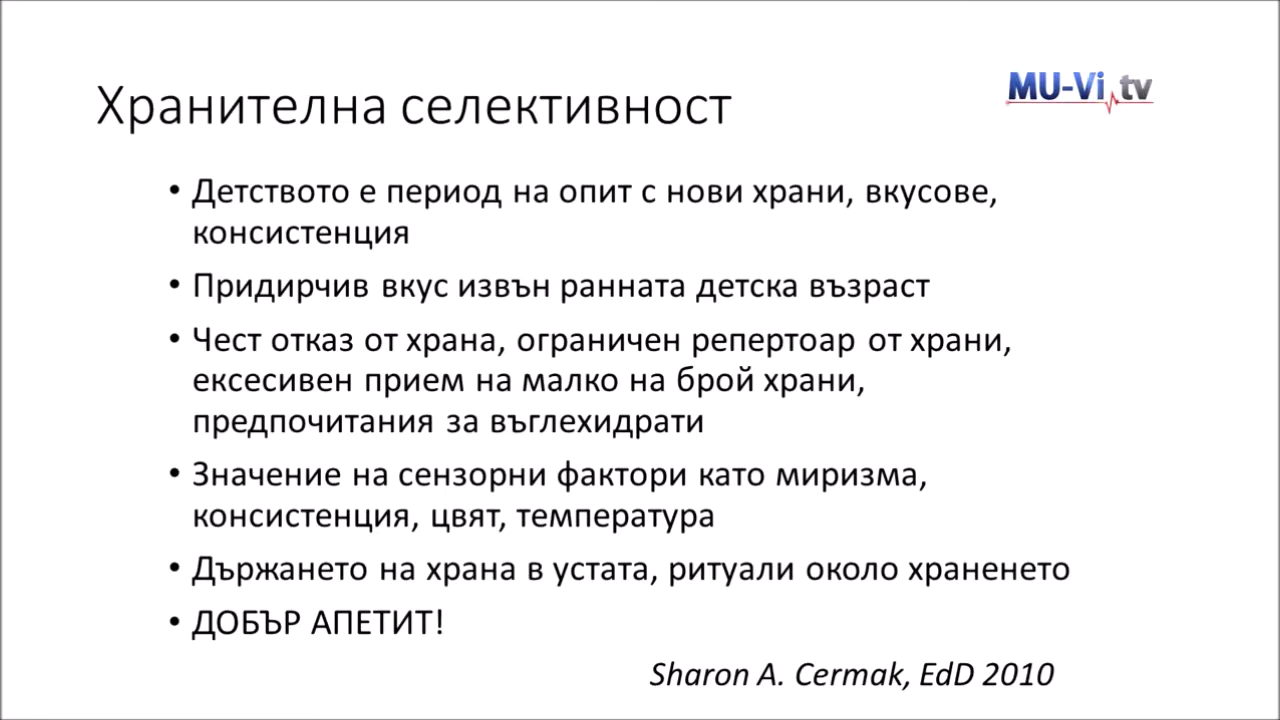 Хранителна селективност
MU-Vi.tv
• Детството е период на опит с нови храни, вкусове,
консистенция
• Придирчив вкус извън ранната детска възраст
• Чест отказ от храна, ограничен репертоар от храни,
ексесивен прием на малко на брой храни,
предпочитания за въглехидрати
• Значение на сензорни фактори като миризма,
консистенция, цвят, температура
• Държането на храна в устата, ритуали около храненето
• ДОБЪР АПЕТИТ!
Sharon A. Cermak, EdD 2010